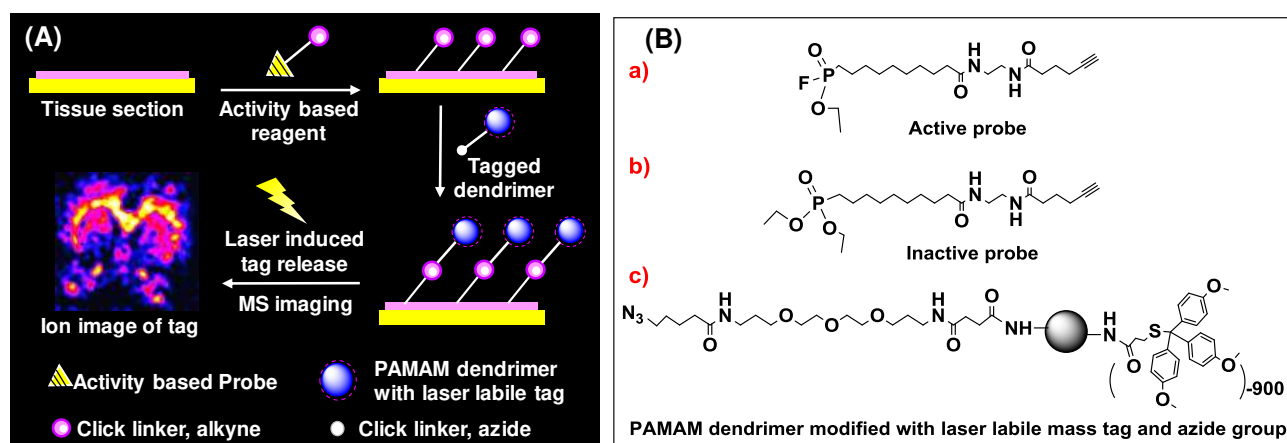 (A)
Tissue section
Activity based
reagent
Tagged
dendrimer
Laser induced
tag release
MS imaging
Ion image of tag
Activity based Probe
PAMAM dendrimer
with laser labile tag
Click linker, alkyne
Click linker, azide
(B)
a)
O
F
P
O
O
H
N
N
H
O
Active probe
b)
O
P
O
O
O
H
N
N
H
O
Inactive probe
c)
N3
O
H
N
O
O
O
H
N
O
O
NH
H
N
O
S
O
O
O
( )-900
PAMAM dendrimer modified with laser labile mass tag and azide group